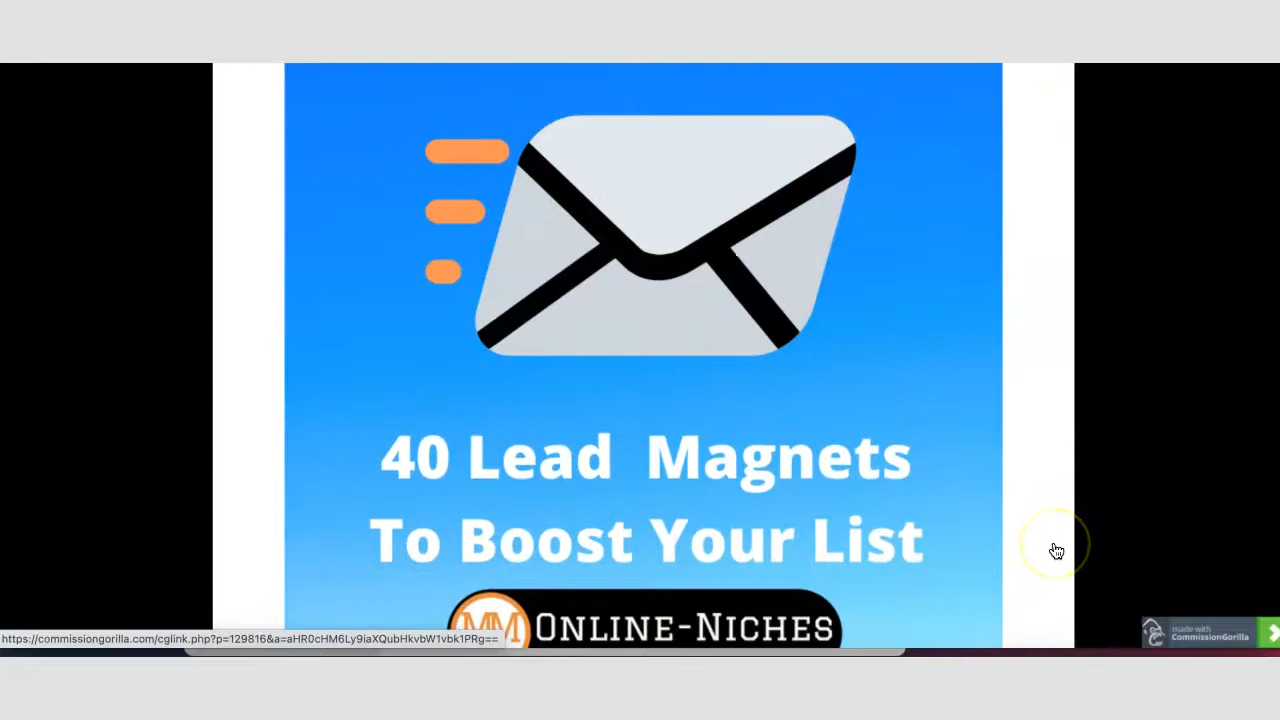 40 Lead Magnets
To Boost Your List
MM ONLINE-NICHES
https://commissiongorilla.com/cglink.php?p=129816&a=aHR0cHM6Ly9iaXQubHkvbW1vbk1PRg==
made with
CommissionGorilla